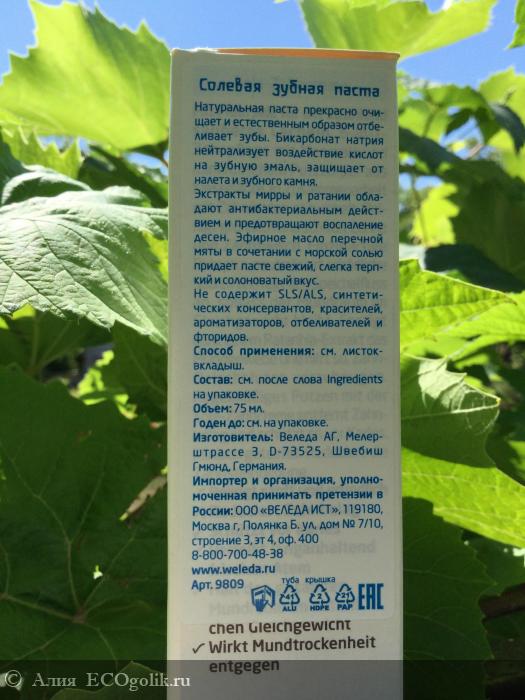 Солевая зубная паста
Натуральная паста прекрасно очи-
щает и естественным образом отбе-
ливает зубы. Бикарбонат натрия
нейтрализует воздействие кислот
на зубную эмаль, защищает от
налета и зубного камня.
Экстракты мирры и ратании обла-
дают антибактериальным дейст-
вием и предотвращают воспаление
десен. Эфирное масло перечной
мяты в сочетании с морской солью
придает пасте свежий, слегка терп-
кий и солоноватый вкус.
Не содержит SLS/ALS, синтети-
ческих консервантов, красителей,
ароматизаторов, отбеливателей и
фторидов.
Способ применения: см. листок-
вкладыш.
Состав: см. после слова Ingredients
на упаковке.
Объем: 75 мл.
Годен до: см. на упаковке.
Изготовитель: Веледа АГ, Мелер-
штрассе 3, D-73525, Швебиш
Гмюнд, Германия.
Импортер и организация, уполно-
моченная принимать претензии в
России: ООО «ВЕЛЕДА ИСТ», 119180,
Москва г, Полянка Б. ул, дом № 7/10,
строение 3, эт 4, оф. 400
8-800-700-48-38
www.weleda.ru
Арт. 9809
туба крышка
41 2 21
ALU HDPE PAP EAC
chen Gleichgewicht
✓ Wirkt Mundtrockenheit
entgegen
© Алия ECOgolik.ru